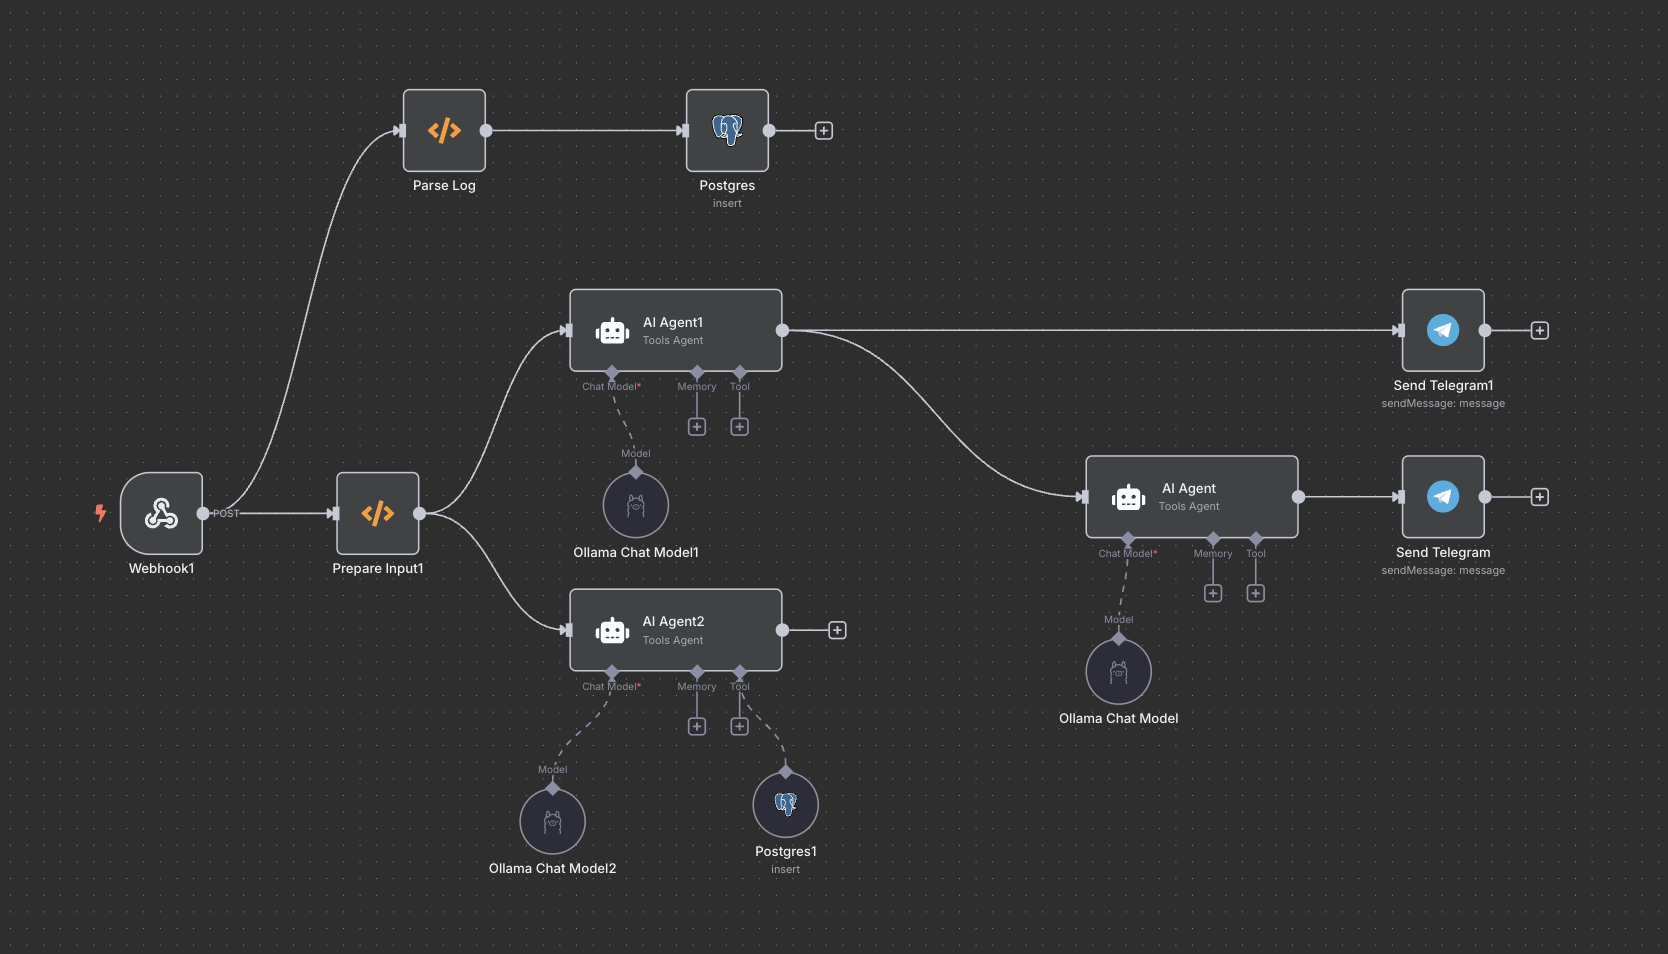 Parse Log
Postgres
insert
AI Agent1
Tools Agent
Chat Model*
Memory
Tool
Model
Ollama Chat Model1
Send Telegram1
sendMessage: message
POST
Webhook1
Prepare Input1
AI Agent
Tools Agent
Chat Model*
Memory
Tool
Model
Ollama Chat Model
Send Telegram
sendMessage: message
AI Agent2
Tools Agent
Chat Model*
Memory
Tool
Model
Ollama Chat Model2
Postgres1
insert